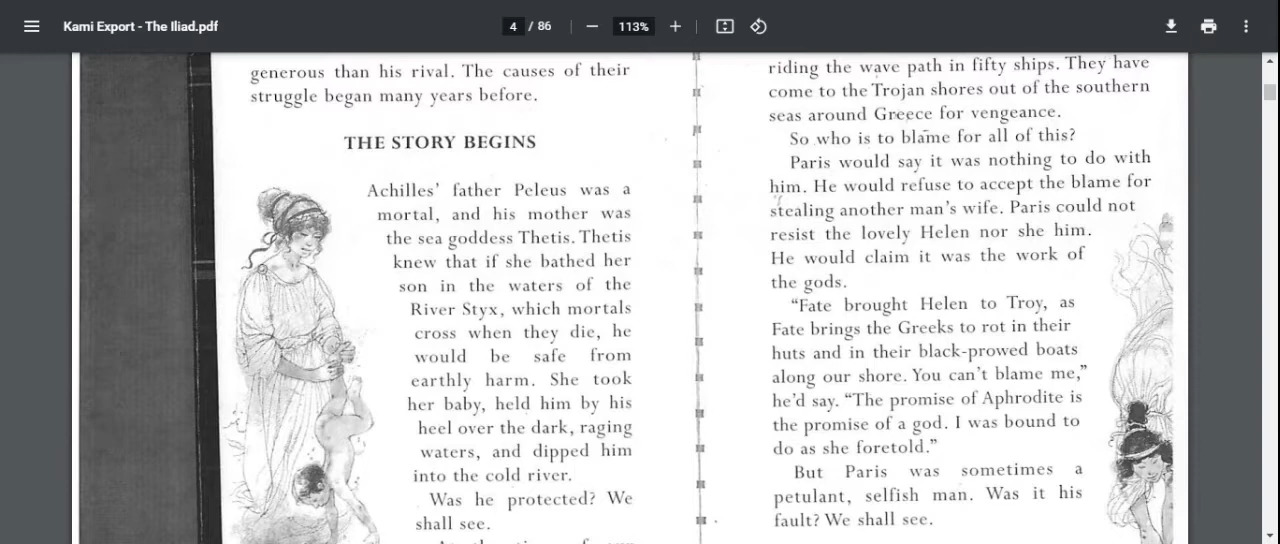 Kami Export - The Iliad.pdf
4 / 86
113%
generous than his rival. The causes of their
struggle began many years before.
THE STORY BEGINS
Achilles' father Peleus was a
mortal, and his mother was
the sea goddess Thetis. Thetis
knew that if she bathed her
son in the waters of the
River Styx, which mortals
cross when they die, he
would be safe from
earthly harm. She took
her baby, held him by his
heel over the dark, raging
waters, and dipped him
into the cold river.
Was he protected? We
shall see.
riding the wave path in fifty ships. They have
come to the Trojan shores out of the southern
seas around Greece for vengeance.
So who is to blame for all of this?
Paris would say it was nothing to do with
him. He would refuse to accept the blame for
stealing another man's wife. Paris could not
resist the lovely Helen nor she him.
He would claim it was the work of
the gods.
"Fate brought Helen to Troy, as
Fate brings the Greeks to rot in their
huts and in their black-prowed boats
along our shore. You can't blame me,"
he'd say. "The promise of Aphrodite is
the promise of a god. I was bound to
do as she foretold."
But Paris was sometimes a
petulant, selfish man. Was it his
fault? We shall see.